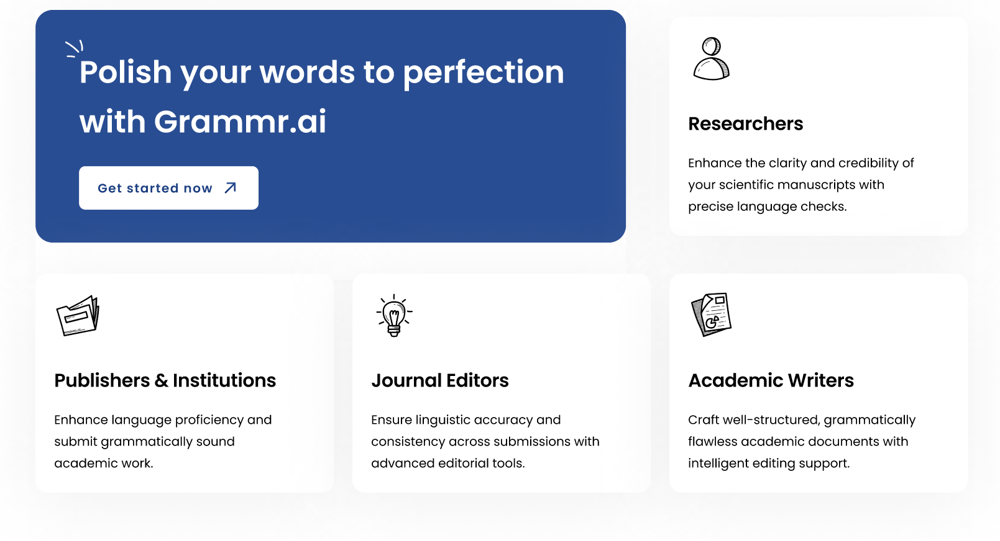 Polish your words to perfection
with Grammr.ai
Get started now
Researchers
Enhance the clarity and credibility of
your scientific manuscripts with
precise language checks.
Publishers & Institutions
Enhance language proficiency and
submit grammatically sound
academic work.
Journal Editors
Ensure linguistic accuracy and
consistency across submissions with
advanced editorial tools.
Academic Writers
Craft well-structured, grammatically
flawless academic documents with
intelligent editing support.